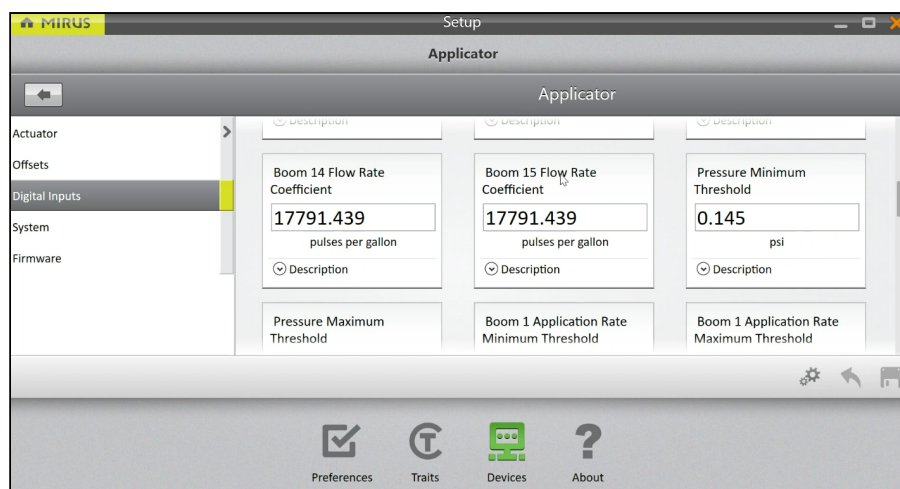 MIRUS
Setup
Applicator
Applicator
Actuator
Offsets
Digital Inputs
System
Firmware
Description
Description
Description
Boom 14 Flow Rate
Coefficient
17791.439
pulses per gallon
Description
Boom 15 Flow Rate
Coefficient
17791.439
pulses per gallon
Description
Pressure Minimum
Threshold
0.145
psi
Description
Pressure Maximum
Threshold
Boom 1 Application Rate
Minimum Threshold
Boom 1 Application Rate
Maximum Threshold
Preferences
Traits
Devices
About